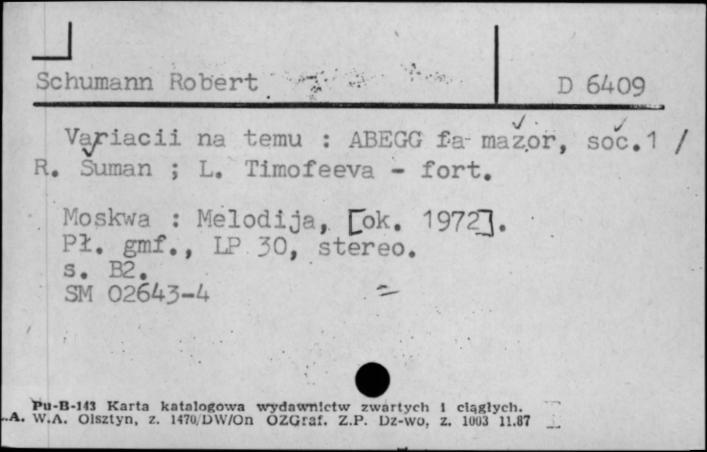 Schumann Robert
D 6409
Variacii na temu : ABEGG fa-mažor, soč.1 /
R. Šuman ; L. Timofeeva - fort.
Moskwa : Melodija, [ok. 1972].
Pł. gmf., LP 30, stereo.
s. B2.
SM 02643-4
Pu-B-143 Karta katalogowa wydawnictw zwartych i ciągłych.
W.A. Olsztyn, z. 1470/DW/On OZGraf. Z.P. Dz-wo, z. 1003 11.87